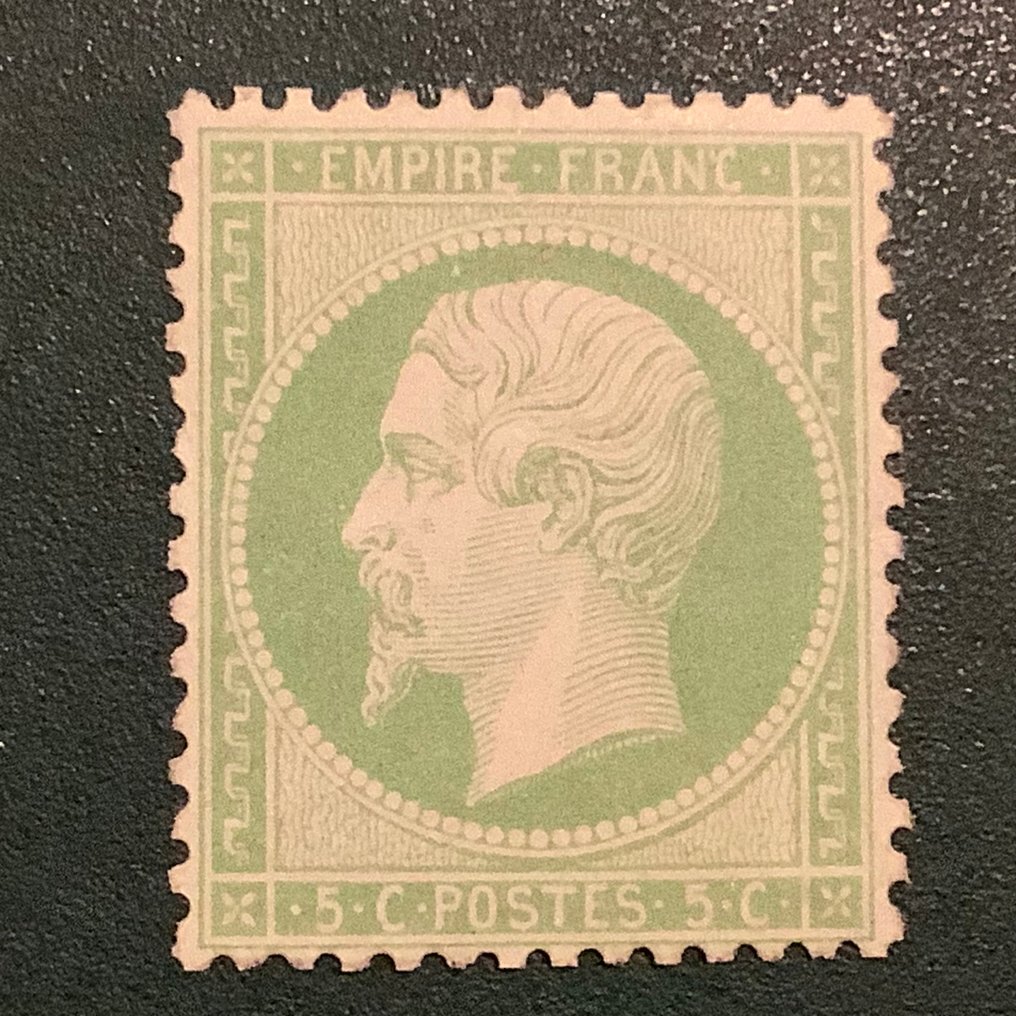 · EMPIRE · FRANC ·
· 5 · C · POSTES · 5 · C ·